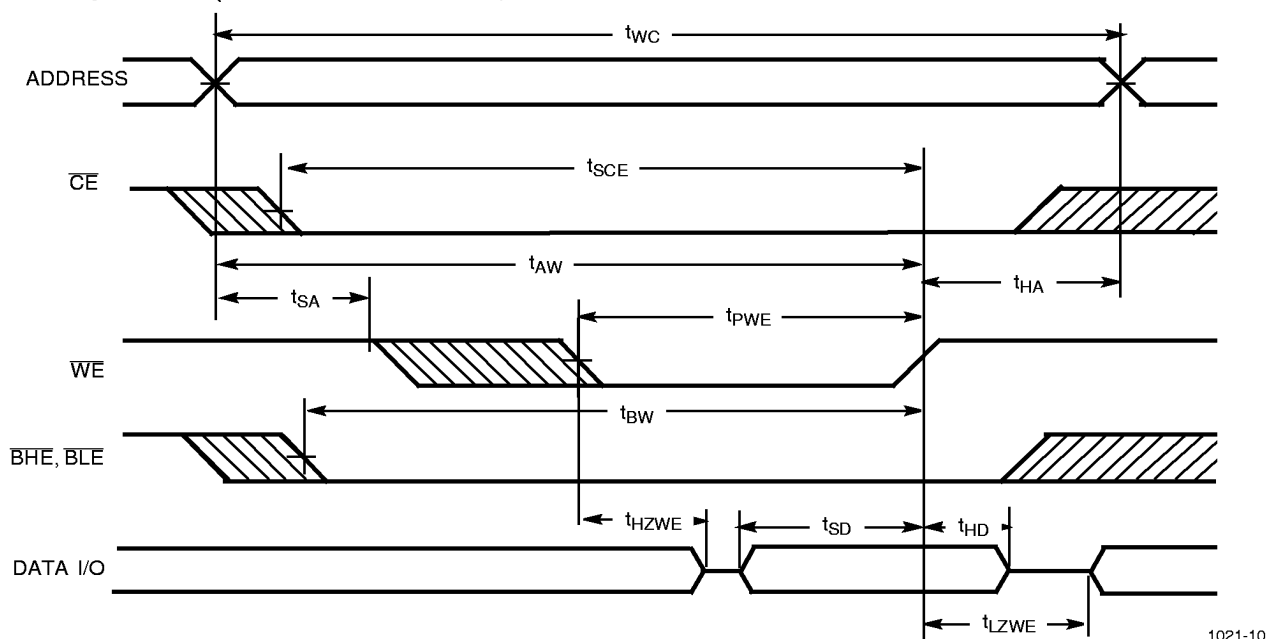 tWC
ADDRESS
tSCE
CE
tAW
tHA
tSA
tPWE
WE
tBW
BHE, BLE
tHZWE
tSD
tHD
DATA I/O
tLZWE
1021-10